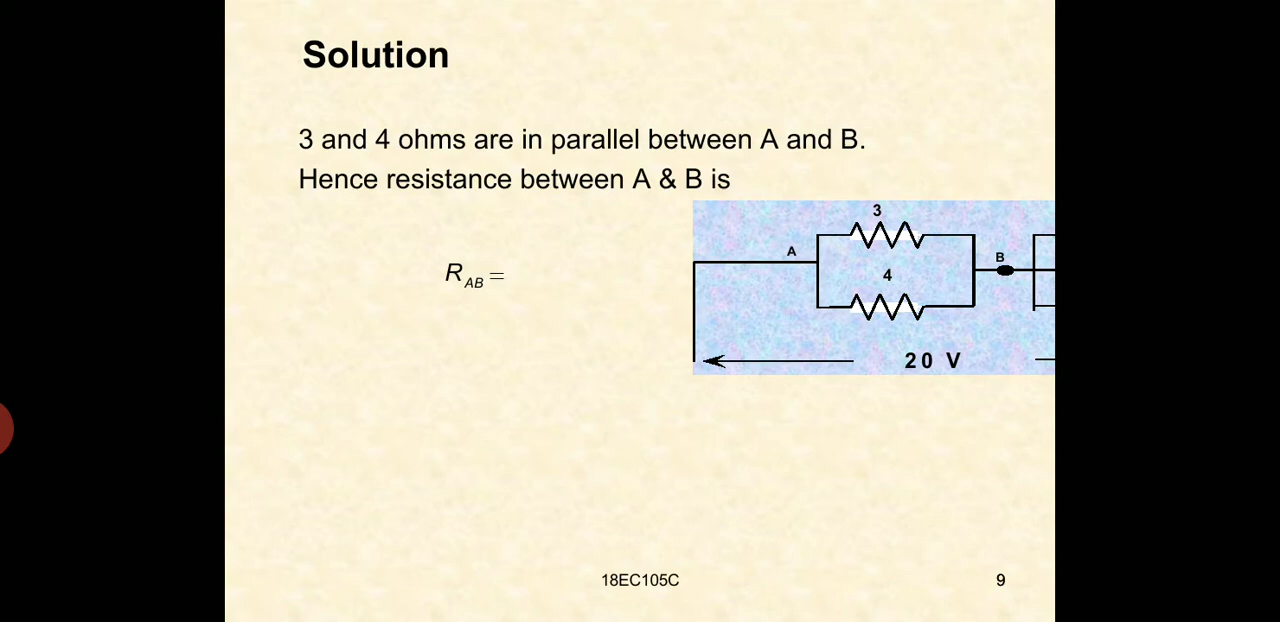 Solution
3 and 4 ohms are in parallel between A and B.
Hence resistance between A & B is
R AB =
3
A
B
4
20 V
18EC105C
9